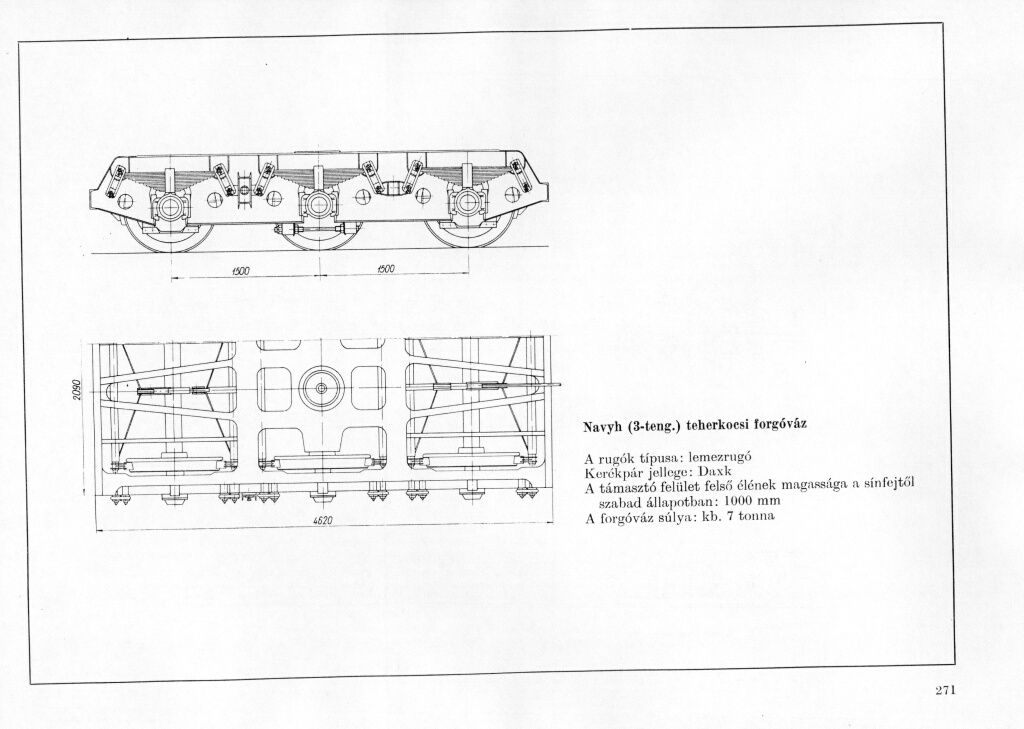 1500
1500
2090
4620
Navyh (3-teng.) teherkocsi forgóváz
A rugók típusa: lemezrugó
Kerékpár jellege: Daxk
A támasztó felület felső élének magassága a sínfejtől
szabad állapotban: 1000 mm
A forgóváz súlya: kb. 7 tonna
271